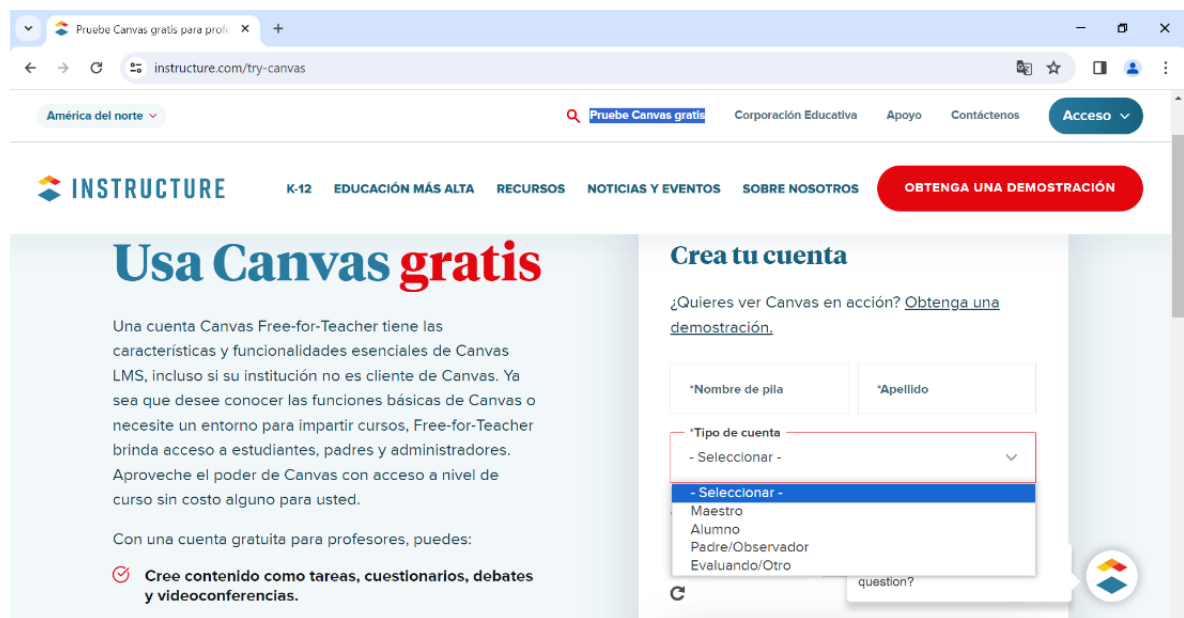 Pruebe Canvas gratis para profe
instructure.com/try-canvas
América del norte
Pruebe Canvas gratis
Corporación Educativa
Apoyo
Contáctenos
Acceso
INSTRUCTURE
K-12
EDUCACIÓN MÁS ALTA
RECURSOS
NOTICIAS Y EVENTOS
SOBRE NOSOTROS
OBTENGA UNA DEMOSTRACIÓN
Usa Canvas gratis
Una cuenta Canvas Free-for-Teacher tiene las
características y funcionalidades esenciales de Canvas
LMS, incluso si su institución no es cliente de Canvas. Ya
sea que desee conocer las funciones básicas de Canvas o
necesite un entorno para impartir cursos, Free-for-Teacher
brinda acceso a estudiantes, padres y administradores.
Aproveche el poder de Canvas con acceso a nivel de
curso sin costo alguno para usted.
Con una cuenta gratuita para profesores, puedes:
Cree contenido como tareas, cuestionarios, debates
y videoconferencias.
Crea tu cuenta
¿Quieres ver Canvas en acción? Obtenga una
demostración.
*Nombre de pila
*Apellido
*Tipo de cuenta
- Seleccionar -
- Seleccionar -
Maestro
Alumno
Padre/Observador
Evaluando/Otro
question?